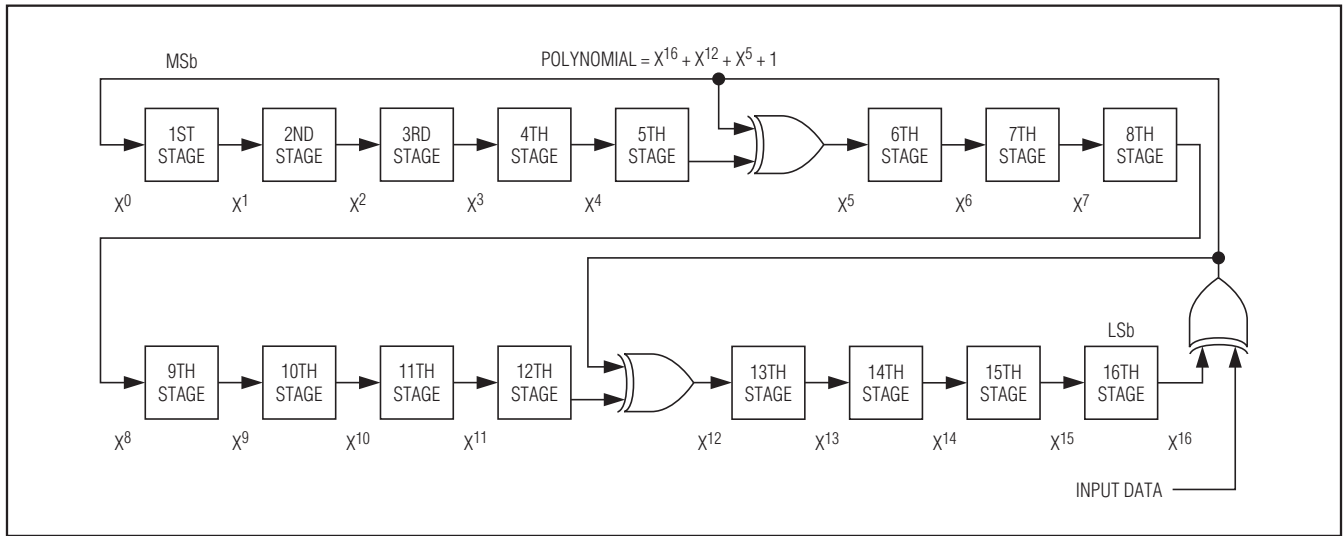 MSb
POLYNOMIAL = X¹⁶ + X¹² + X⁵ + 1
1ST STAGE
2ND STAGE
3RD STAGE
4TH STAGE
5TH STAGE
6TH STAGE
7TH STAGE
8TH STAGE
X⁰
X¹
X²
X³
X⁴
X⁵
X⁶
X⁷
LSb
9TH STAGE
10TH STAGE
11TH STAGE
12TH STAGE
13TH STAGE
14TH STAGE
15TH STAGE
16TH STAGE
X⁸
X⁹
X¹⁰
X¹¹
X¹²
X¹³
X¹⁴
X¹⁵
X¹⁶
INPUT DATA